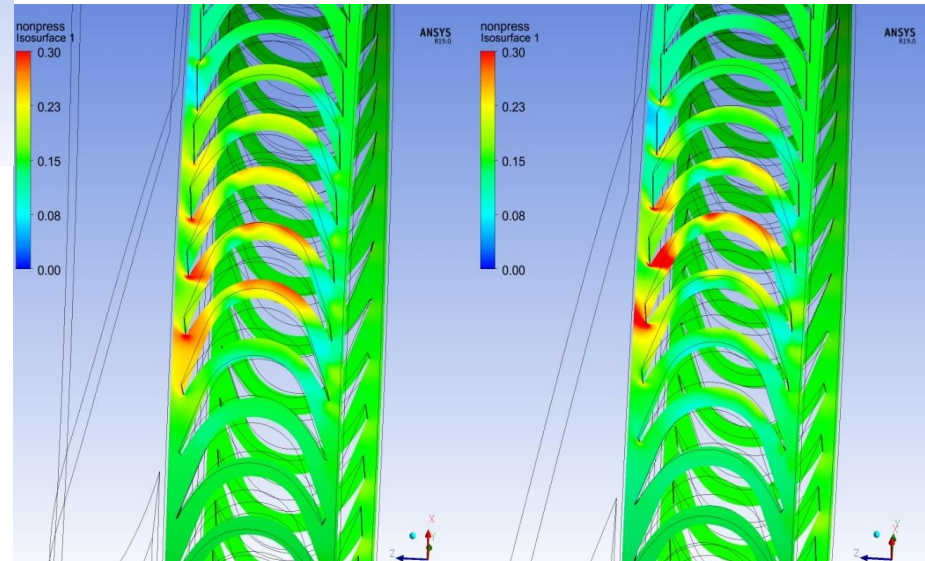 nonpress
Isosurface 1
0.30
0.23
0.15
0.08
0.00
ANSYS
R19.0
X
Y
Z
nonpress
Isosurface 1
0.30
0.23
0.15
0.08
0.00
ANSYS
R19.0
Y
X
Z